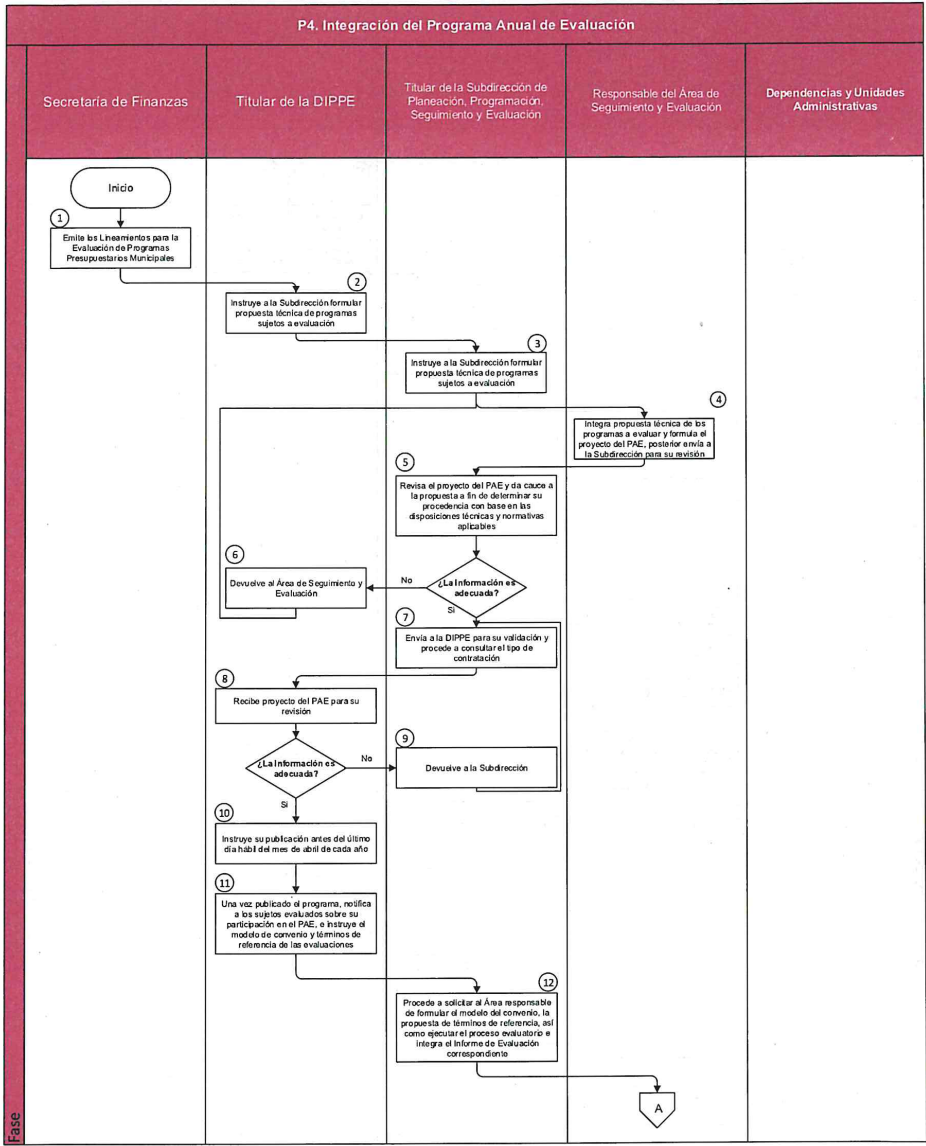 P4. Integración del Programa Anual de Evaluación
Secretaría de Finanzas
Titular de la DIPPE
Titular de la Subdirección de
Planeación, Programación,
Seguimiento y Evaluación
Responsable del Área de
Seguimiento y Evaluación
Dependencias y Unidades
Administrativas
Inicio
1
Emite los Lineamientos para la
Evaluación de Programas
Presupuestarios Municipales
2
Instruye a la Subdirección formular
propuesta técnica de programas
sujetos a evaluación
3
Instruye a la Subdirección formular
propuesta técnica de programas
sujetos a evaluación
4
Integra propuesta técnica de los
programas a evaluar y formula el
proyecto del PAE, posterior envía a
la Subdirección para su revisión
5
Revisa el proyecto del PAE y da cauce a
la propuesta a fin de determinar su
procedencia con base en las
disposiciones técnicas y normativas
aplicables
¿La Información es
adecuada?
No
6
Devuelve al Área de Seguimiento y
Evaluación
Si
7
Envía a la DIPPE para su validación y
procede a consultar el tipo de
contratación
8
Recibe proyecto del PAE para su
revisión
¿La Información es
adecuada?
No
9
Devuelve a la Subdirección
Si
10
Instruye su publicación antes del último
día hábil del mes de abril de cada año
11
Una vez publicado el programa, notifica
a los sujetos evaluados sobre su
participación en el PAE, e instruye el
modelo de convenio y términos de
referencia de las evaluaciones
12
Procede a solicitar al Área responsable
de formular el modelo del convenio, la
propuesta de términos de referencia, así
como ejecutar el proceso evaluatorio e
integra el Informe de Evaluación
correspondiente
A
Fase